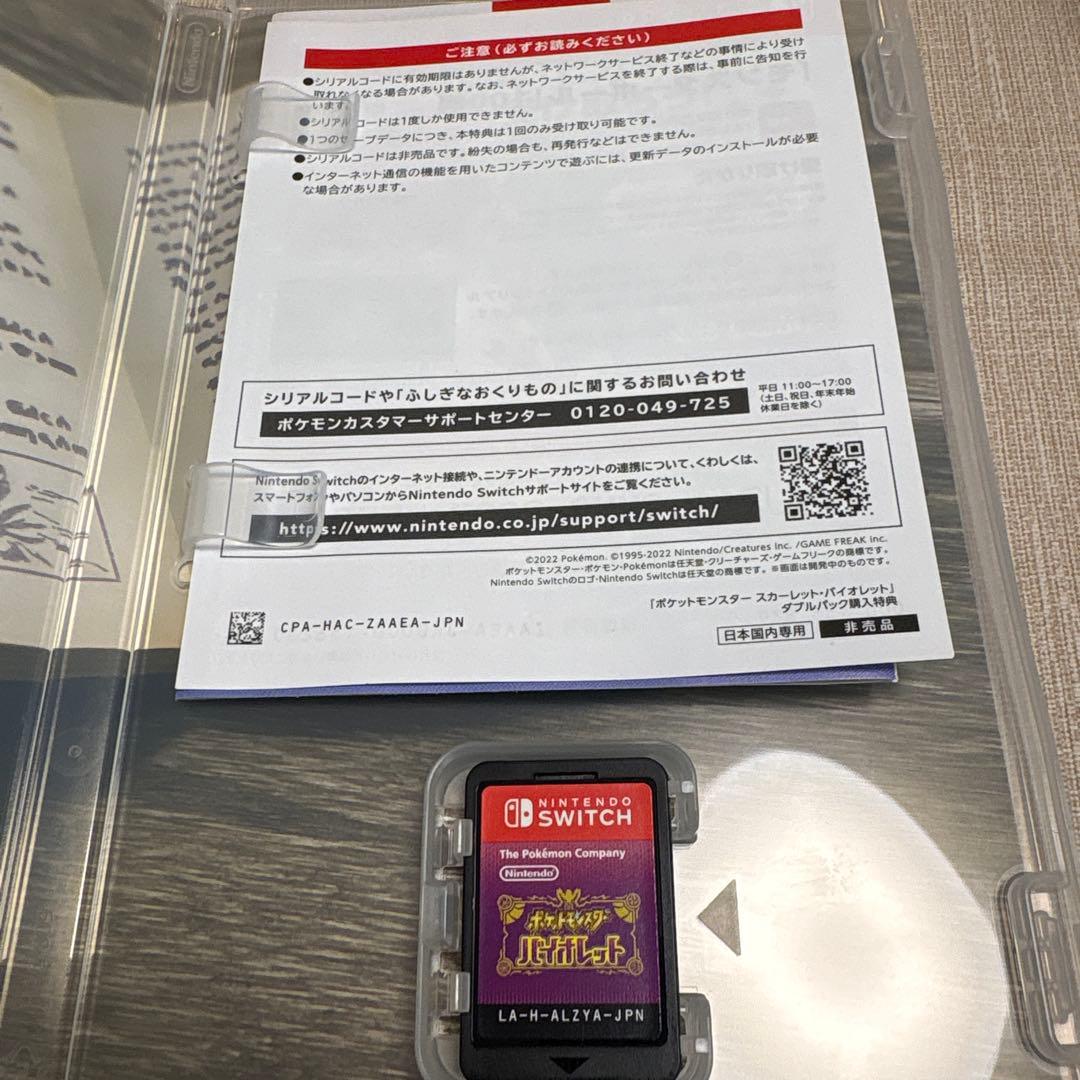 Nintendo
ご注意(必ずお読みください)
●シリアルコードに有効期限はありませんが、ネットワークサービス終了などの事情により受け
取れなくなる場合があります。なお、ネットワークサービスを終了する際は、事前に告知を行
います。
●シリアルコードは1度しか使用できません。
●1つのセーブデータにつき、本特典は1回のみ受け取り可能です。
●シリアルコードは非売品です。紛失の場合も、再発行などはできません。
●インターネット通信の機能を用いたコンテンツで遊ぶには、更新データのインストールが必要
な場合があります。
シリアルコードや「ふしぎなおくりもの」に関するお問い合わせ
ポケモンカスタマーサポートセンター 0120-049-725
平日 11:00~17:00
(土日、祝日、年末年始
休業日を除く)
Nintendo Switchのインターネット接続や、ニンテンドーアカウントの連携について、くわしくは、
スマートフォンやパソコンからNintendo Switchサポートサイトをご覧ください。
https://www.nintendo.co.jp/support/switch/
©2022 Pokémon. ©1995-2022 Nintendo/Creatures Inc. /GAME FREAK inc.
ポケットモンスター・ポケモン・Pokémonは任天堂・クリーチャーズ・ゲームフリークの商標です。
Nintendo Switchのロゴ・Nintendo Switchは任天堂の商標です。 ※画面は開発中のものです。
『ポケットモンスター スカーレット・バイオレット』
ダブルパック購入特典
CPA-HAC-ZAAEA-JPN
日本国内専用 非売品
NINTENDO
SWITCH
The Pokémon Company
Nintendo
ポケットモンスター
バイオレット
LA-H-ALZYA-JPN